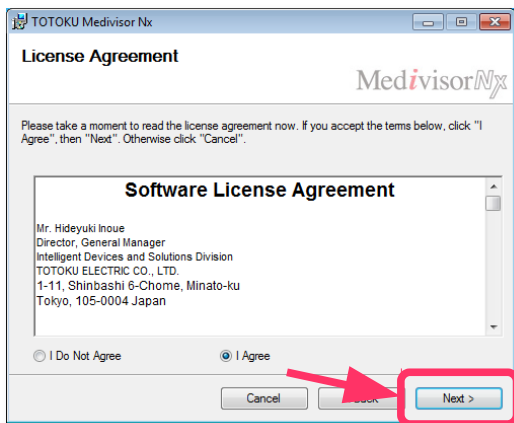 TOTOKU Medivisor Nx
License Agreement
MedivisorNx
Please take a moment to read the license agreement now. If you accept the terms below, click "I
Agree", then "Next". Otherwise click "Cancel".
Software License Agreement
Mr. Hideyuki Inoue
Director, General Manager
Intelligent Devices and Solutions Division
TOTOKU ELECTRIC CO., LTD.
1-11, Shinbashi 6-Chome, Minato-ku
Tokyo, 105-0004 Japan
I Do Not Agree
I Agree
Cancel
Next >